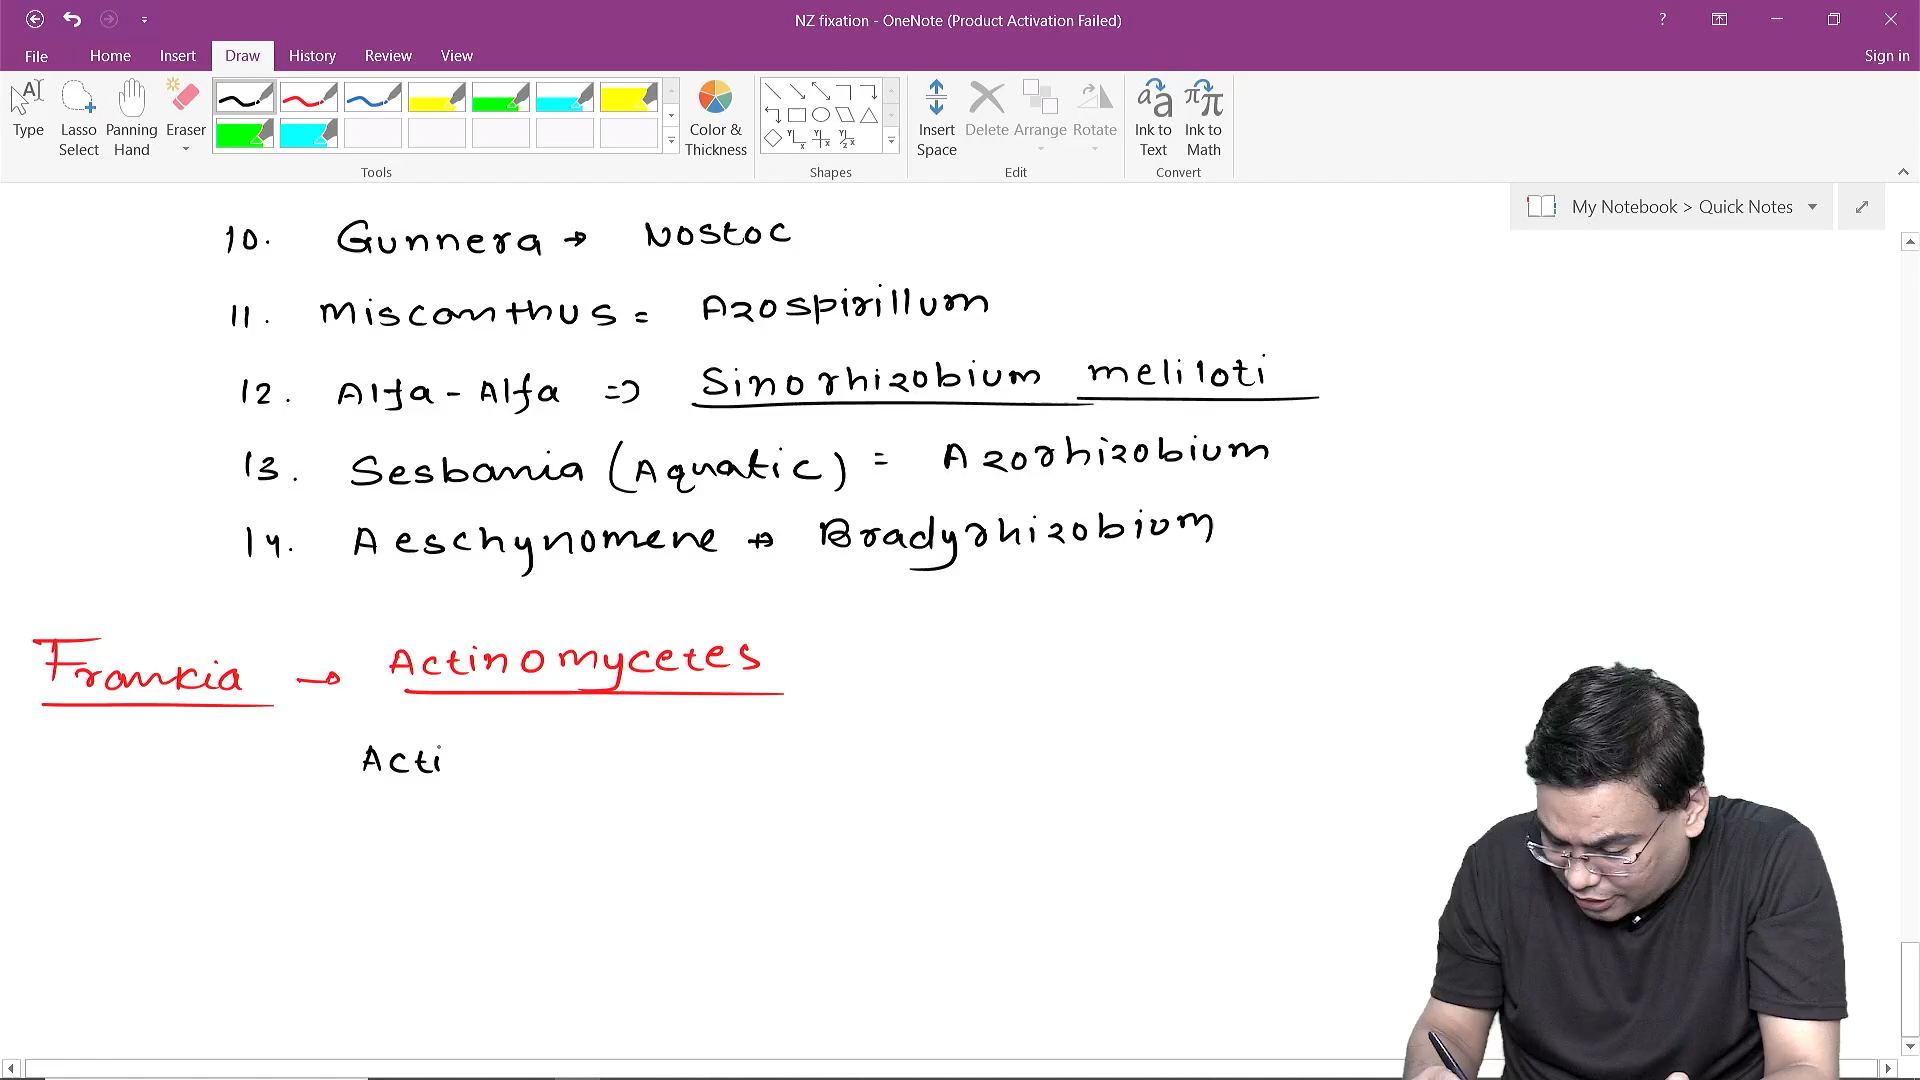 NZ fixation - OneNote (Product Activation Failed)
?
File Home Insert Draw History Review View Sign in
Type Lasso Select Panning Hand Eraser Color & Thickness Insert Space Delete Arrange Rotate Ink to Text Ink to Math
Tools Shapes Edit Convert
My Notebook > Quick Notes
10. Gunnera → Nostoc
11. Miscanthus = Azospirillum
12. Alfa - Alfa ⇒ Sinorhizobium meliloti
13. Sesbania (Aquatic) = Azorhizobium
14. Aeschynomene → Bradyrhizobium
Frankia → Actinomycetes
Acti